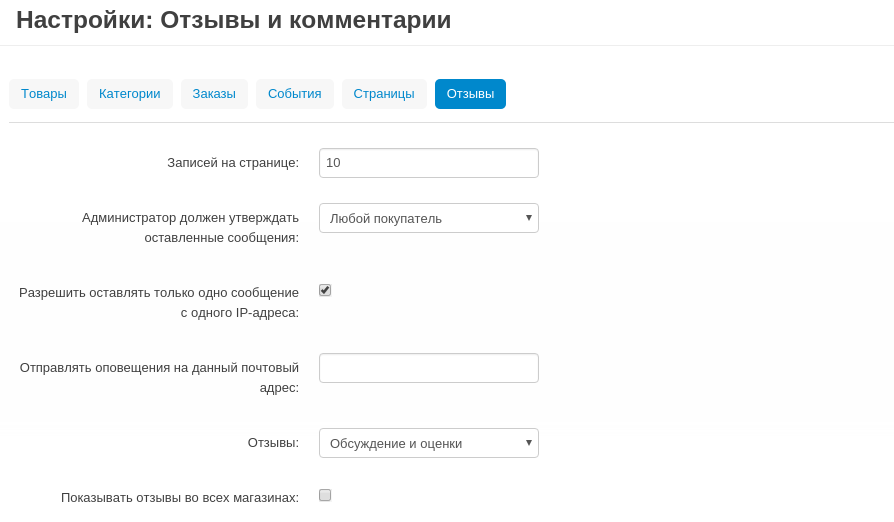 Настройки: Отзывы и комментарии
Товары Категории Заказы События Страницы Отзывы
Записей на странице: 10
Администратор должен утверждать
оставленные сообщения: Любой покупатель
Разрешить оставлять только одно сообщение
с одного IP-адреса:
Отправлять оповещения на данный почтовый
адрес:
Отзывы: Обсуждение и оценки
Показывать отзывы во всех магазинах: